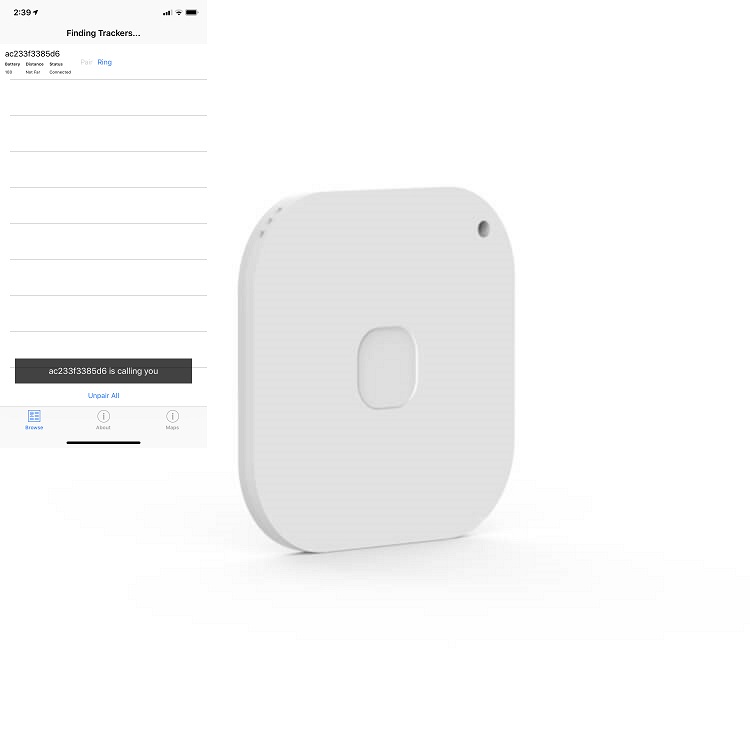 2:39
Finding Trackers...
ac233f3385d6
Battery Distance Status
Pair Ring
100 Not Far Connected
ac233f3385d6 is calling you
Unpair All
Browse About Maps